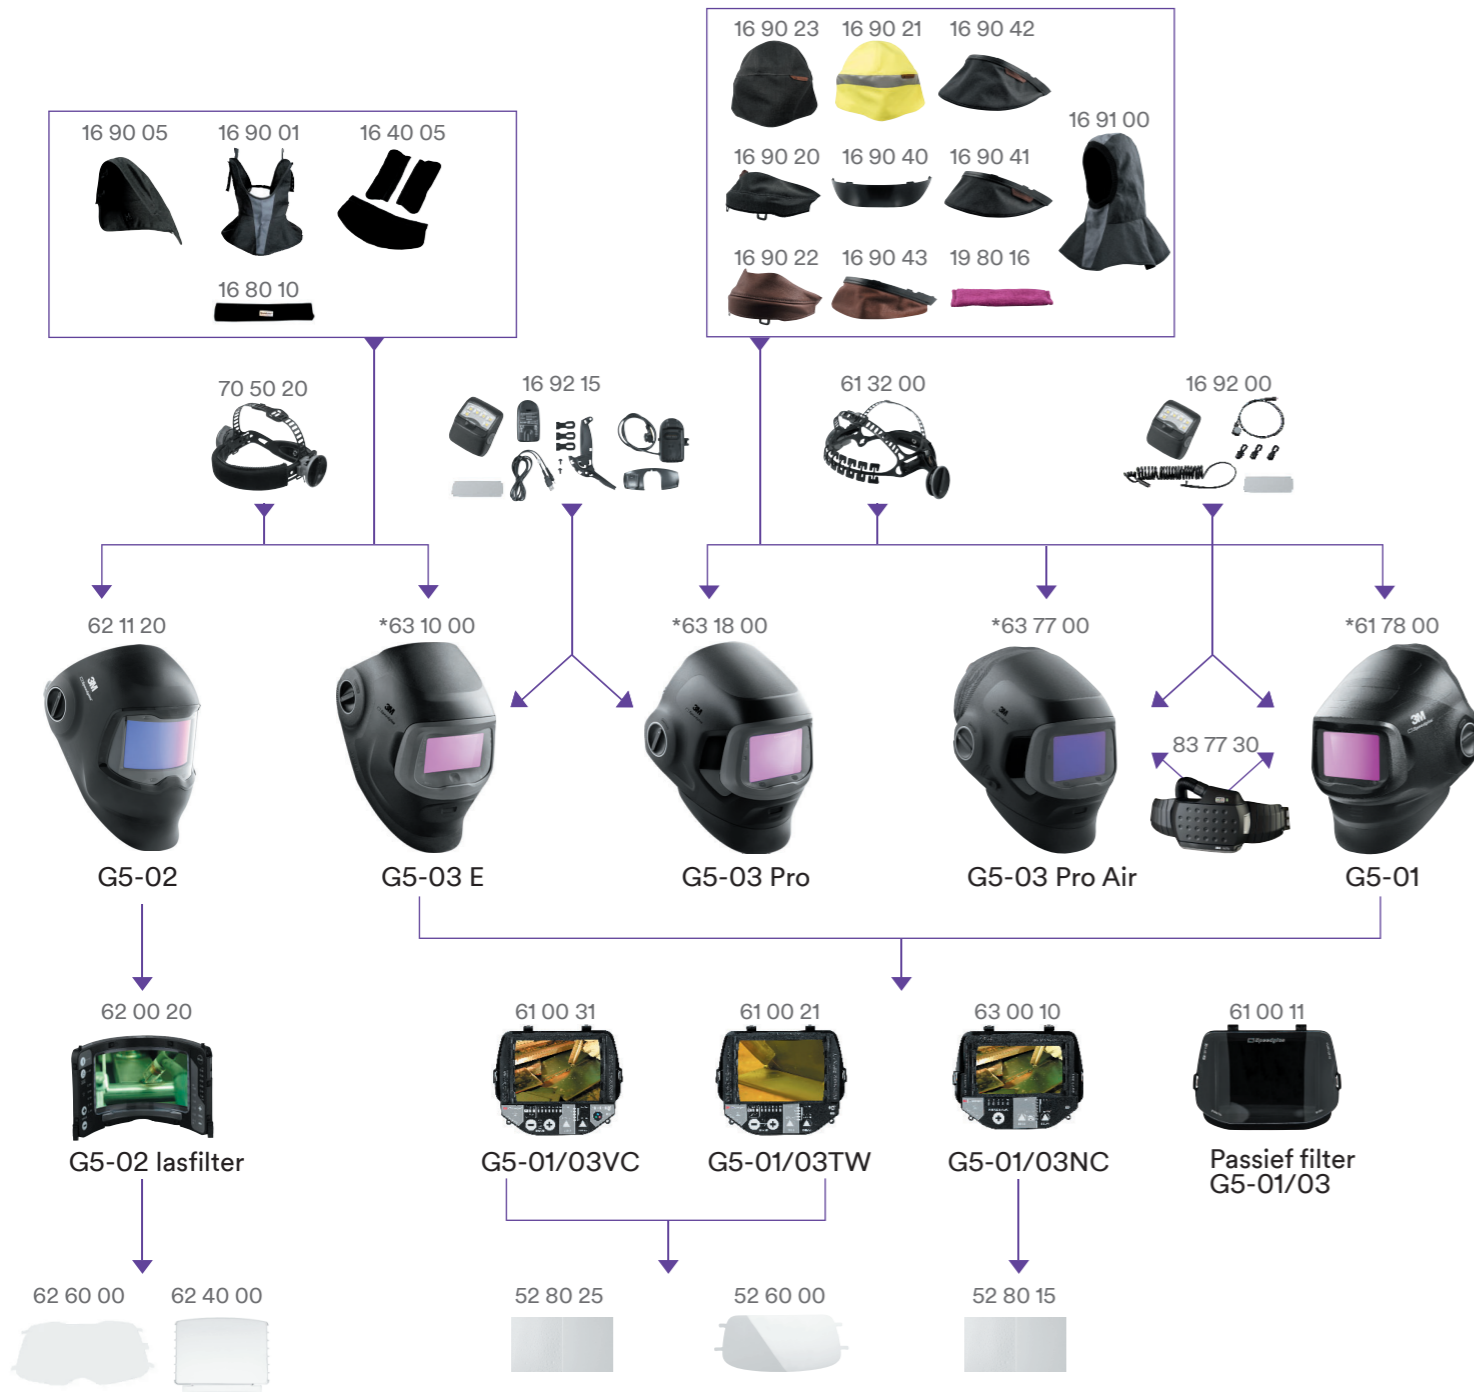 16 90 23 16 90 21 16 90 42
16 90 05 16 90 01 16 40 05
16 91 00
16 90 20 16 90 40 16 90 41
16 90 22 16 90 43 19 80 16
16 80 10
70 50 20 16 92 15 61 32 00 16 92 00
62 11 20 *63 10 00 *63 18 00 *63 77 00 *61 78 00
3M
3M
3M
3M
3M
83 77 30
G5-02 G5-03 E G5-03 Pro G5-03 Pro Air G5-01
62 00 20 61 00 31 61 00 21 63 00 10 61 00 11
Speedglas
G5-02 lasfilter G5-01/03VC G5-01/03TW G5-01/03NC Passief filter
G5-01/03
62 60 00 62 40 00 52 80 25 52 60 00 52 80 15